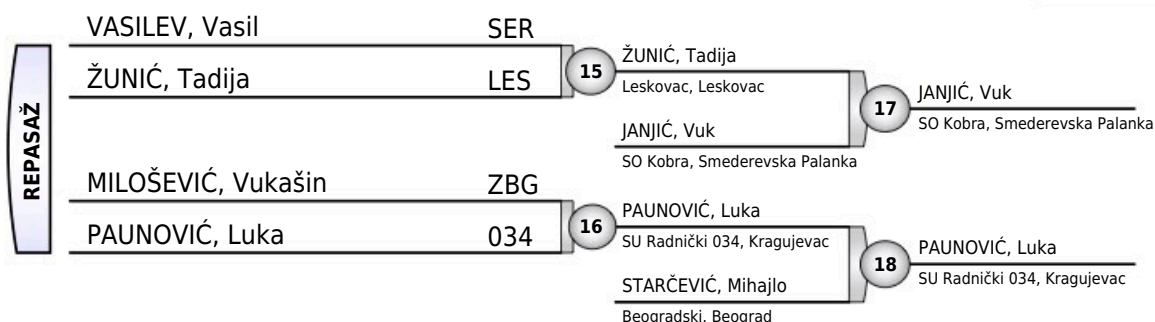 REPASAŽ
VASILEV, Vasil SER
ŽUNIĆ, Tadija LES
15
ŽUNIĆ, Tadija
Leskovac, Leskovac
JANJIĆ, Vuk
SO Kobra, Smederevska Palanka
17
JANJIĆ, Vuk
SO Kobra, Smederevska Palanka
MILOŠEVIĆ, Vukašin ZBG
PAUNOVIĆ, Luka 034
16
PAUNOVIĆ, Luka
SU Radnički 034, Kragujevac
STARČEVIĆ, Mihajlo
Beogradski, Beograd
18
PAUNOVIĆ, Luka
SU Radnički 034, Kragujevac